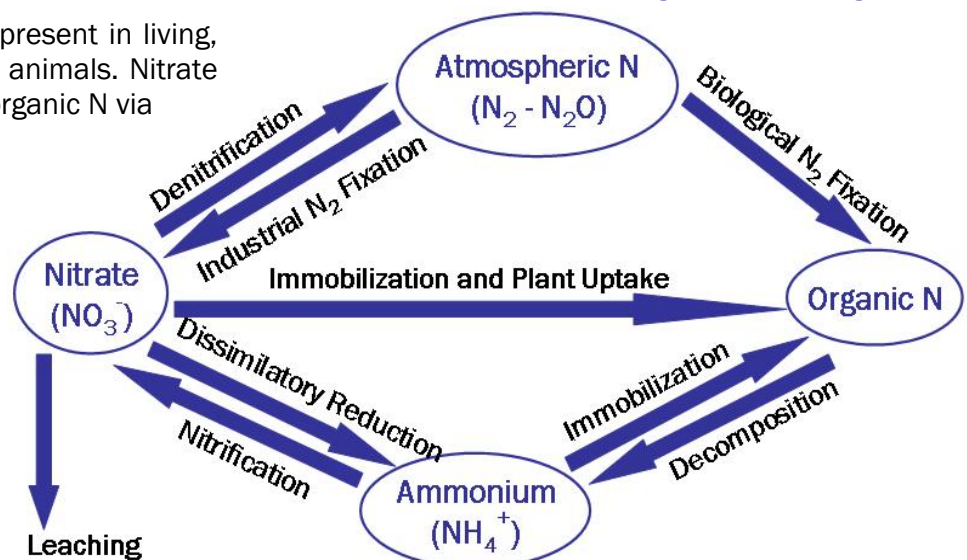 present in living,
animals. Nitrate
organic N via
Atmospheric N
(N₂ - N₂O)
Denitrification
Industrial N₂ Fixation
Biological N₂ Fixation
Nitrate
(NO₃⁻)
Immobilization and Plant Uptake
Organic N
Dissimilatory Reduction
Nitrification
Immobilization
Decomposition
Ammonium
(NH₄⁺)
Leaching